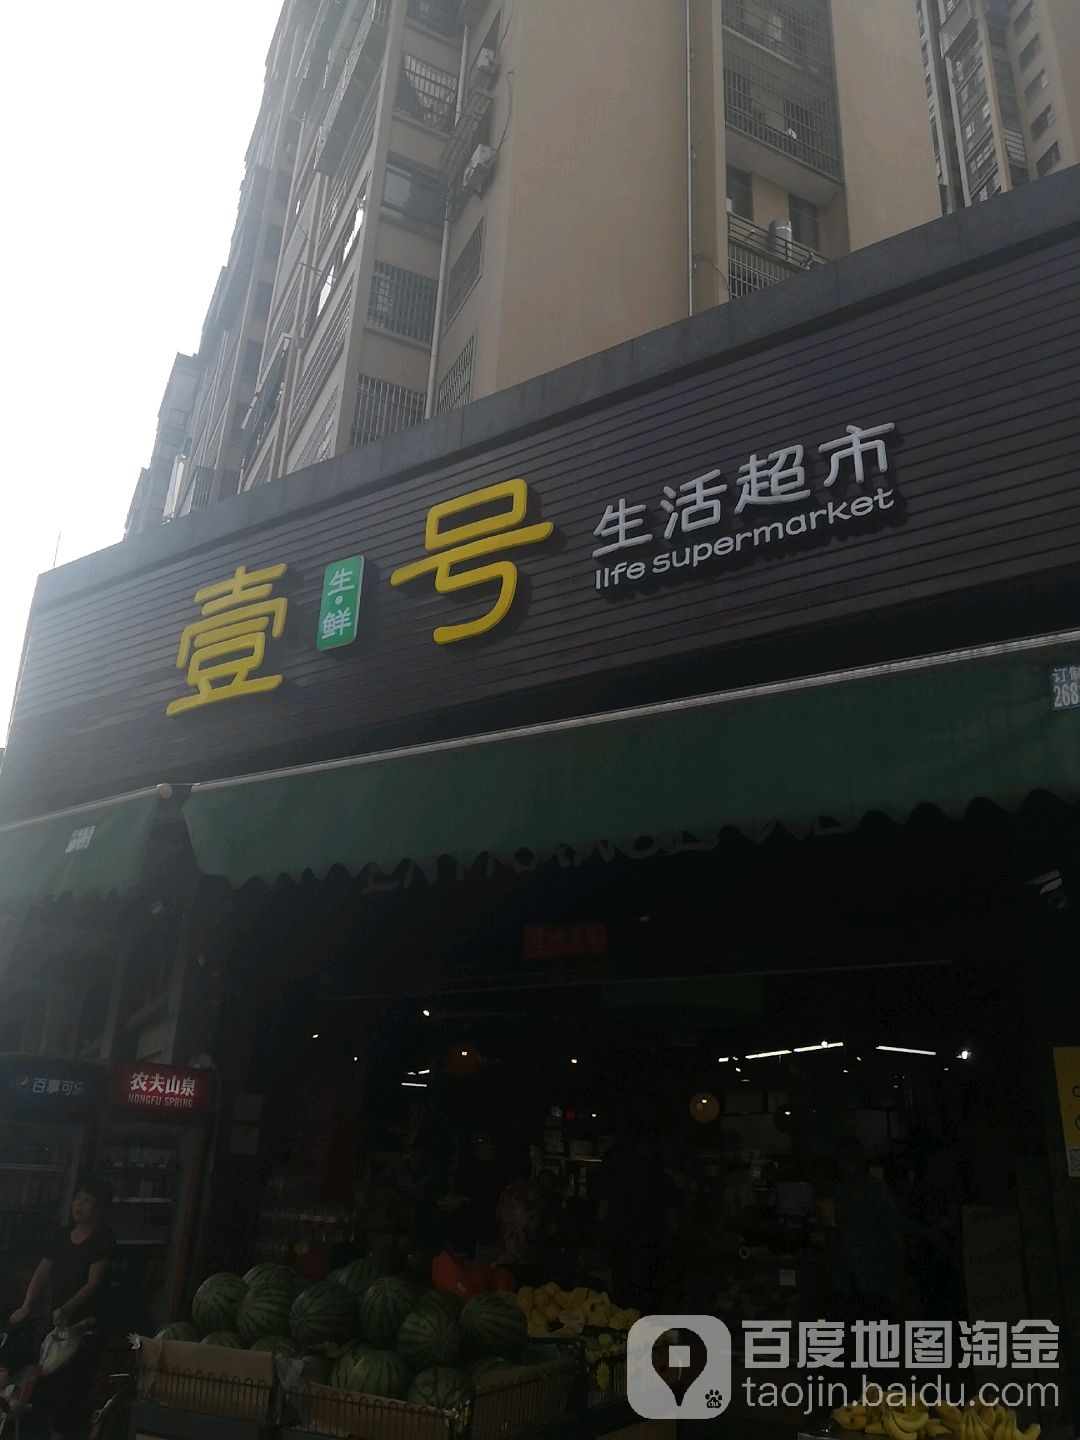 壹
生·鲜
号
生活超市
life supermarket
订制
268
百事可乐
农夫山泉
NONGFU SPRING
百度地图淘金
taojin.baidu.com